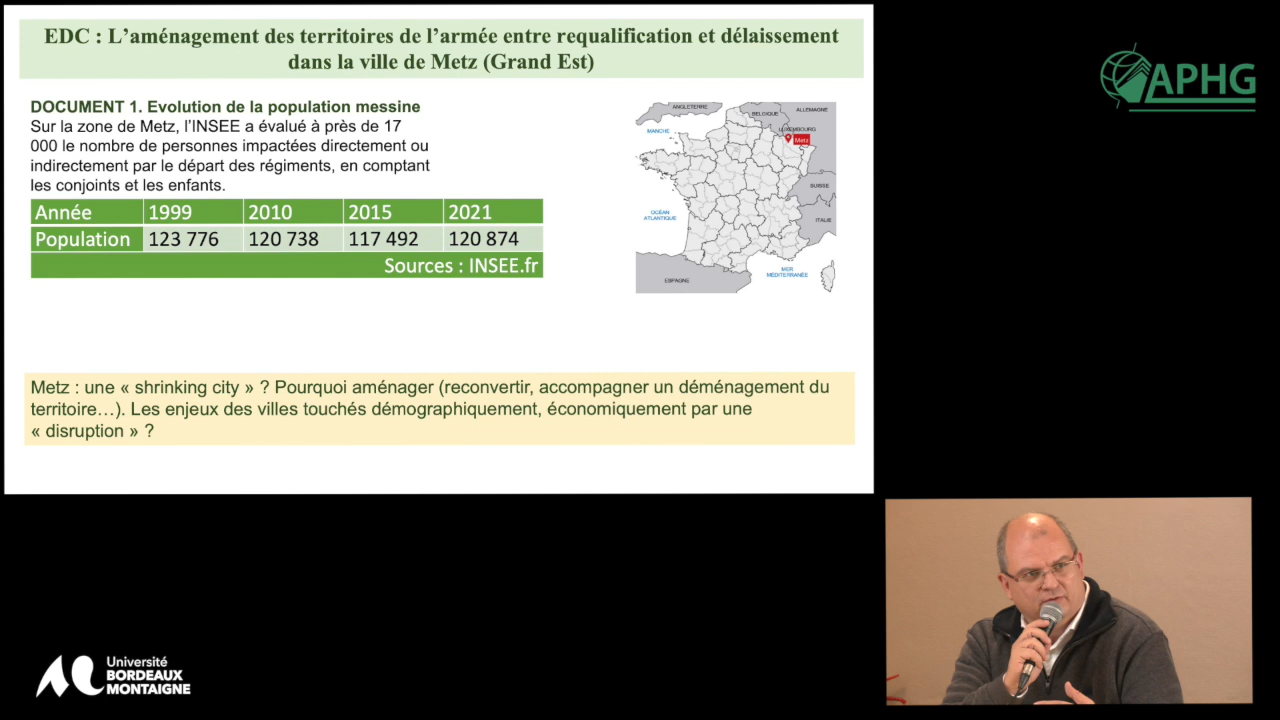 EDC : L’aménagement des territoires de l’armée entre requalification et délaissement
dans la ville de Metz (Grand Est)
APHG
DOCUMENT 1. Evolution de la population messine
Sur la zone de Metz, l’INSEE a évalué à près de 17
000 le nombre de personnes impactées directement ou
indirectement par le départ des régiments, en comptant
les conjoints et les enfants.
Année 1999 2010 2015 2021
Population 123 776 120 738 117 492 120 874
Sources : INSEE.fr
ANGLETERRE
ALLEMAGNE
BELGIQUE
MANCHE
LUXEMBOURG
Metz
SUISSE
OCÉAN
ATLANTIQUE
ITALIE
MER
MÉDITERRANÉE
ESPAGNE
Metz : une « shrinking city » ? Pourquoi aménager (reconvertir, accompagner un déménagement du
territoire…). Les enjeux des villes touchés démographiquement, économiquement par une
« disruption » ?
Université
BORDEAUX
MONTAIGNE